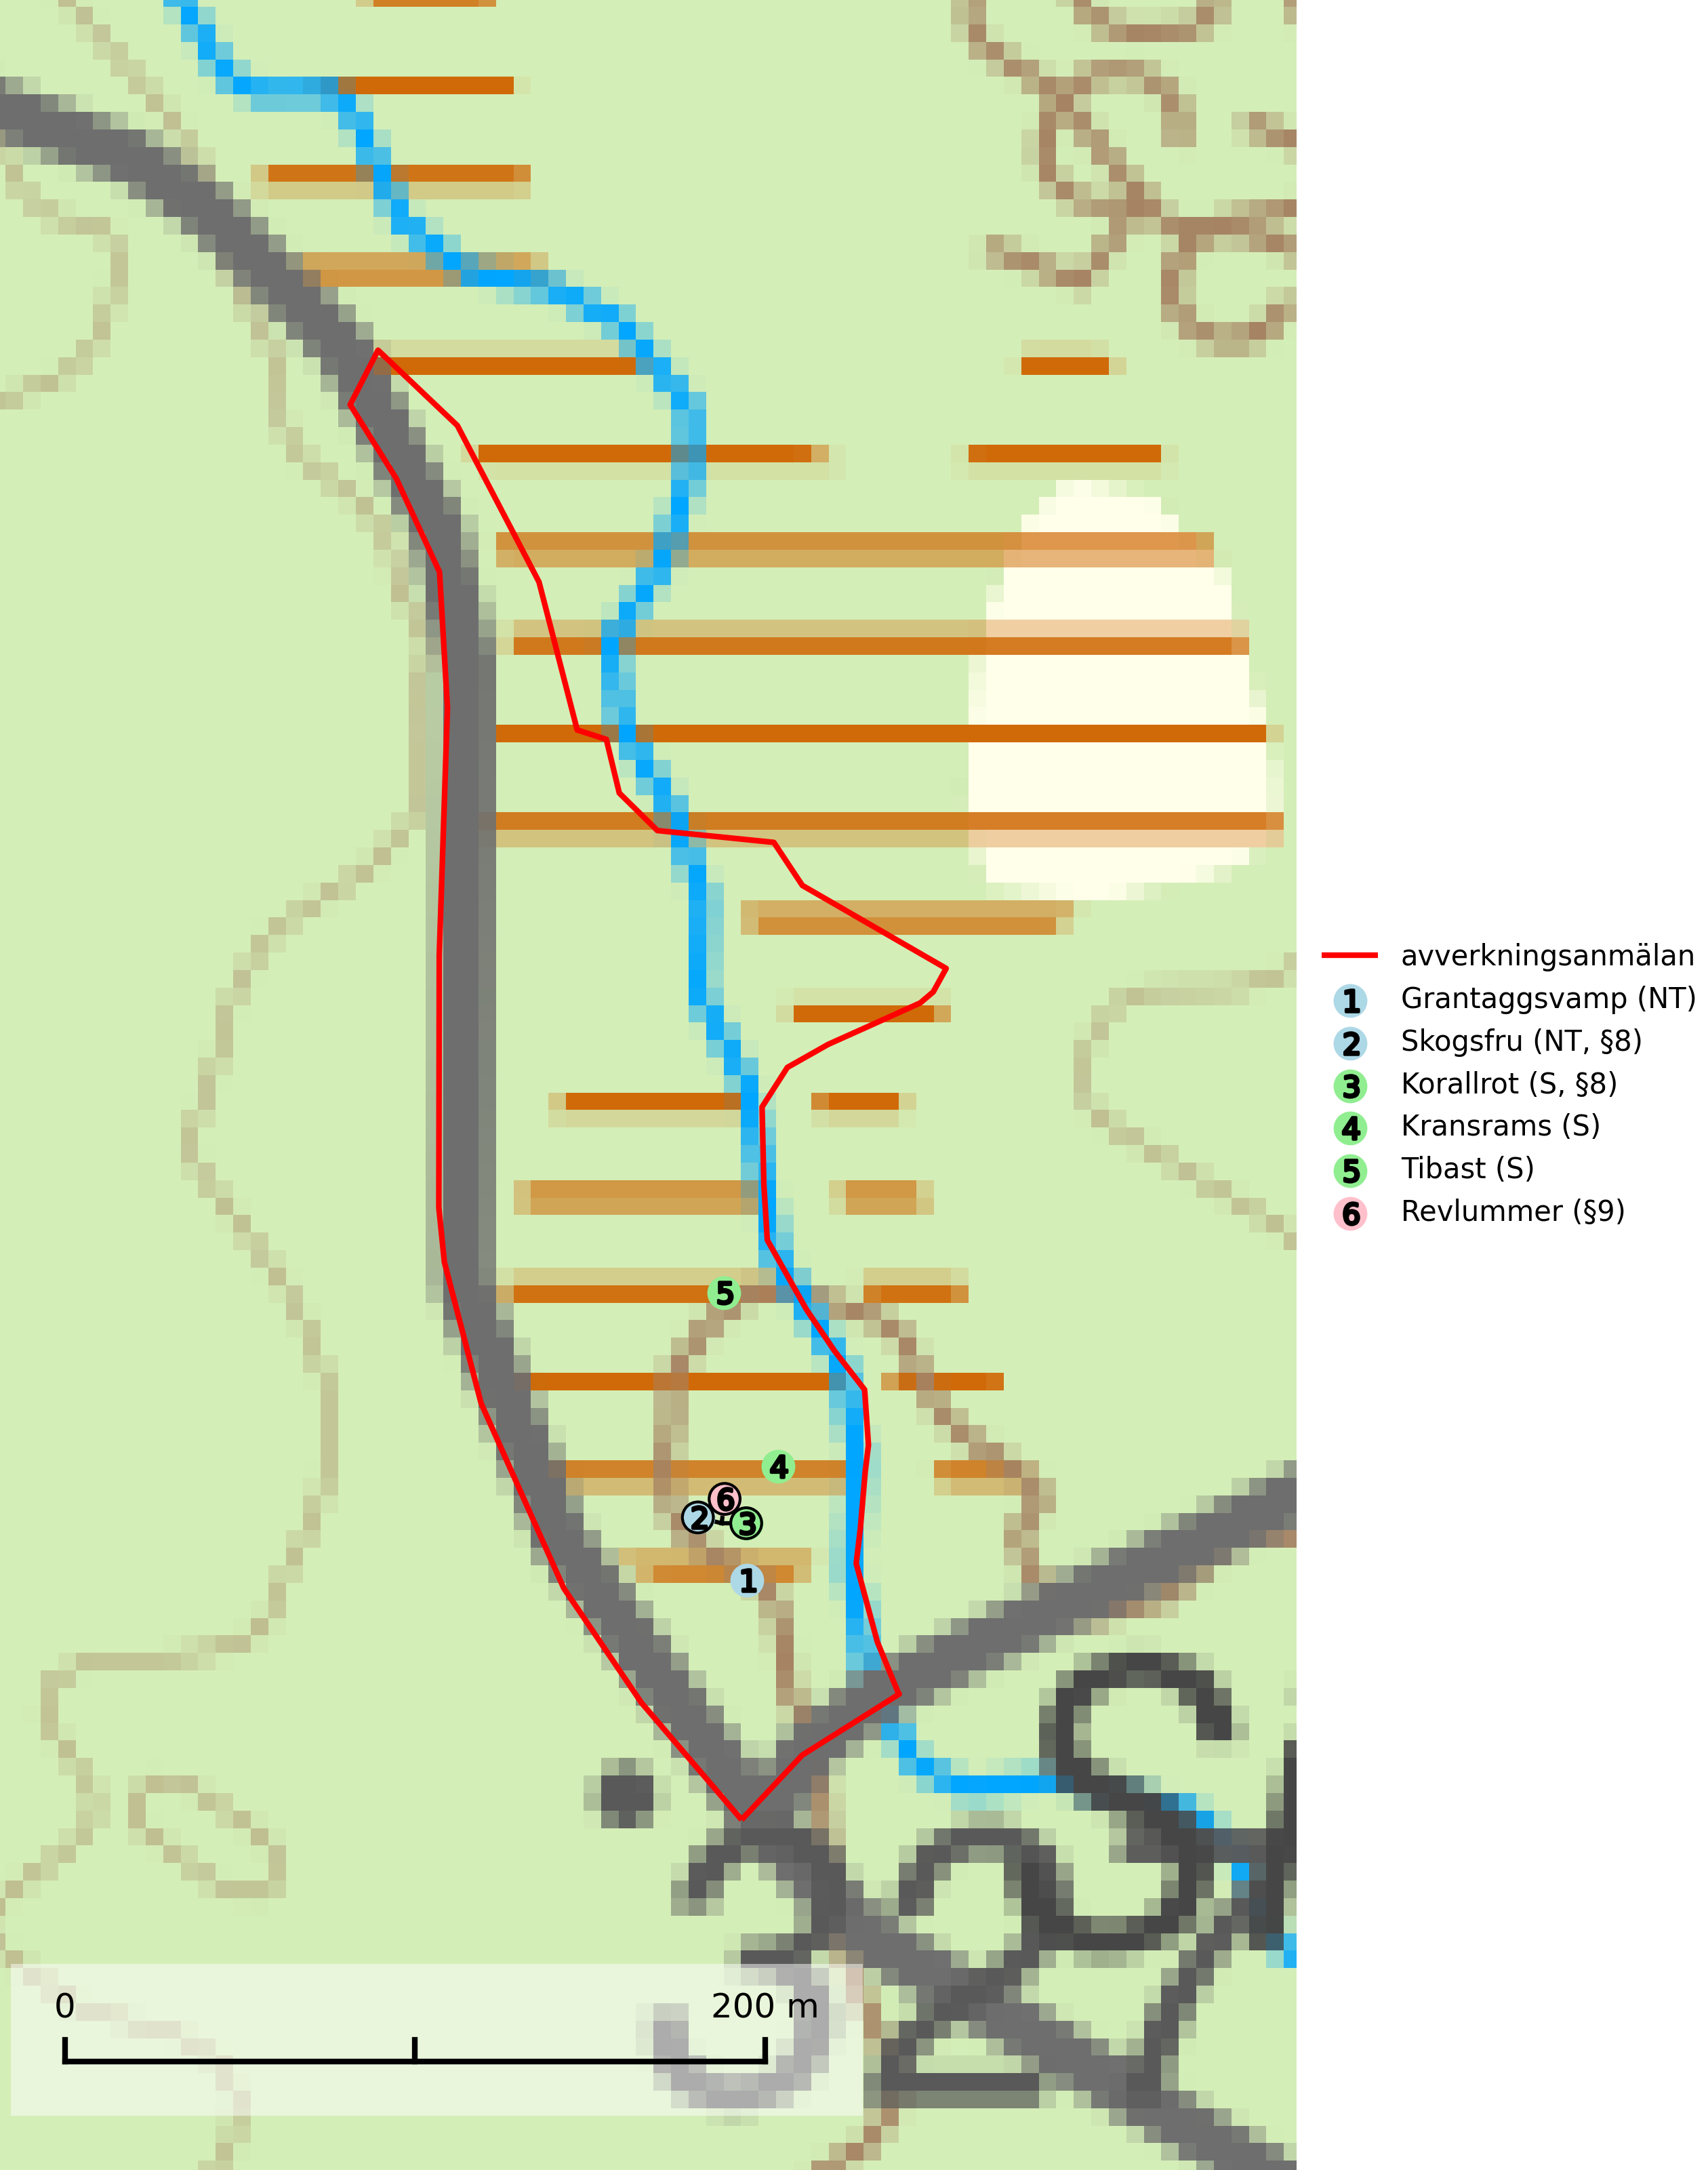 avverkningsanmälan
1 Grantaggsvamp (NT)
2 Skogsfru (NT, §8)
3 Korallrot (S, §8)
4 Kransrams (S)
5 Tibast (S)
6 Revlummer (§9)
5
4
6
2
3
1
0 200 m